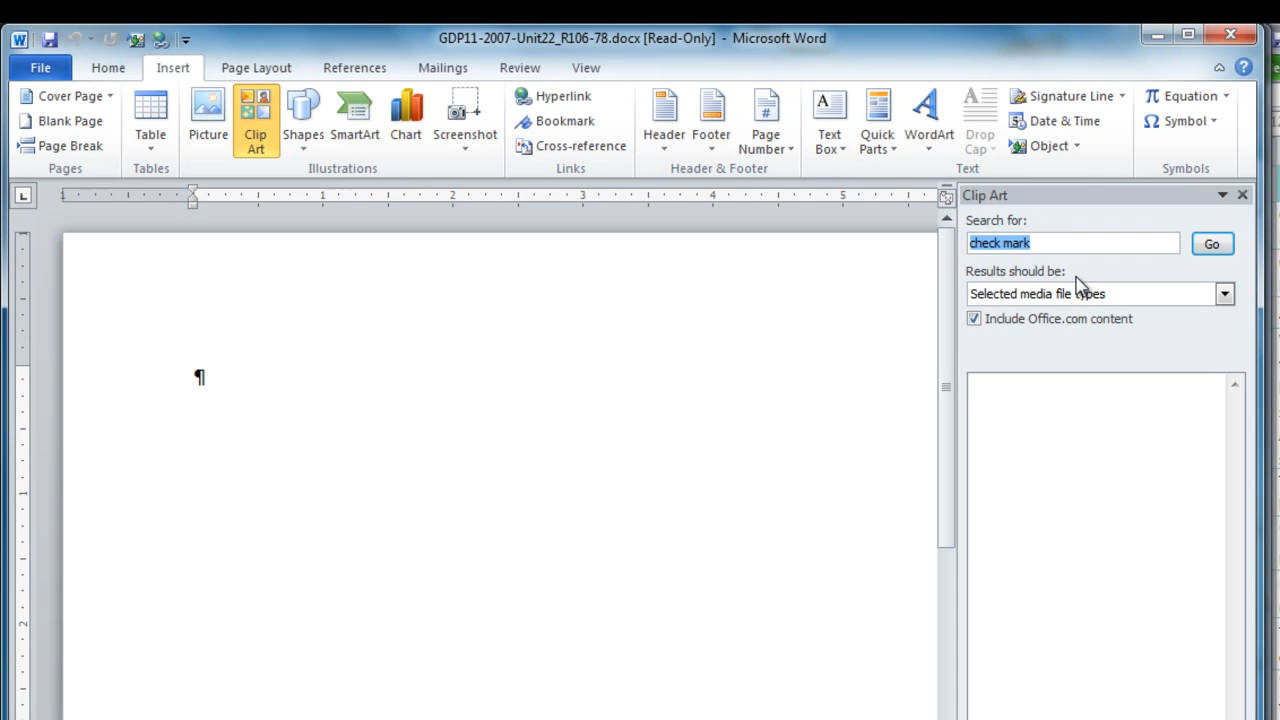 GDP11-2007-Unit22_R106-78.docx [Read-Only] - Microsoft Word
File Home Insert Page Layout References Mailings Review View
Cover Page
Blank Page
Page Break
Pages
Table
Tables
Picture
Clip
Art
Shapes
SmartArt
Chart
Screenshot
Illustrations
Hyperlink
Bookmark
Cross-reference
Links
Header
Footer
Page
Number
Header & Footer
Text
Box
Quick
Parts
WordArt
Drop
Cap
Signature Line
Date & Time
Object
Text
π Equation
Ω Symbol
Symbols
1 2 3 4 5
Clip Art
Search for:
check mark
Go
Results should be:
Selected media file types
Include Office.com content
¶
1
2